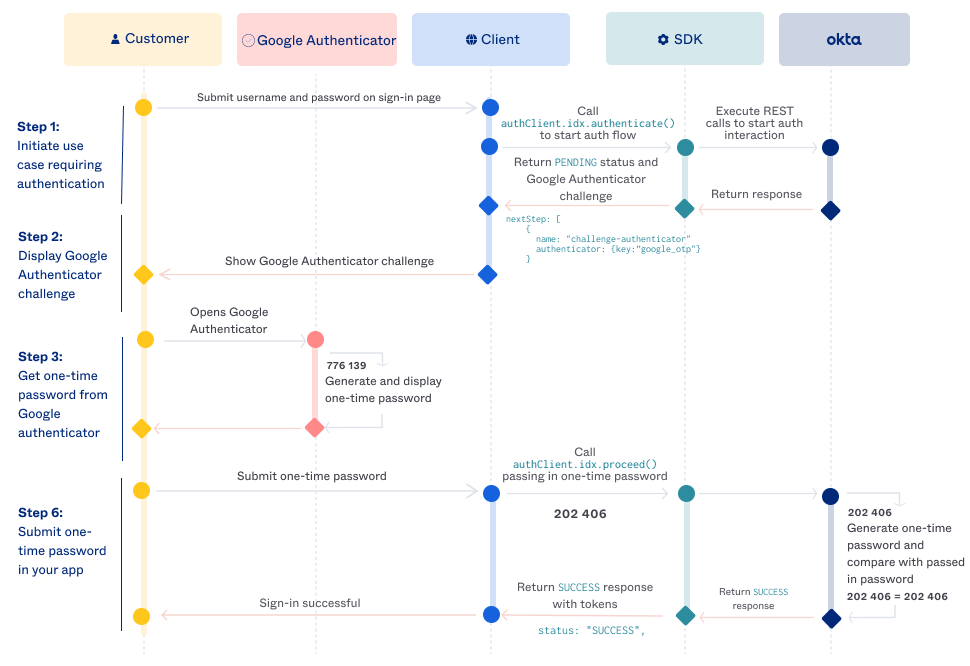 Customer
Google Authenticator
Client
SDK
okta
Submit username and password on sign-in page
Step 1:
Initiate use
case requiring
authentication
Call
authClient.idx.authenticate()
to start auth flow
Execute REST
calls to start auth
interaction
Return PENDING status and
Google Authenticator
challenge
Return response
nextStep: [
{
name: "challenge-authenticator"
authenticator: {key:"google_otp"}
}
Step 2:
Display Google
Authenticator
challenge
Show Google Authenticator challenge
Opens Google
Authenticator
Step 3:
Get one-time
password from
Google
authenticator
776 139
Generate and display
one-time password
Submit one-time password
Call
authClient.idx.proceed()
passing in one-time password
202 406
Step 6:
Submit one-
time password
in your app
202 406
Generate one-time
password and
compare with passed
in password
202 406 = 202 406
Return SUCCESS
response
Return SUCCESS response
with tokens
status: "SUCCESS",
Sign-in successful